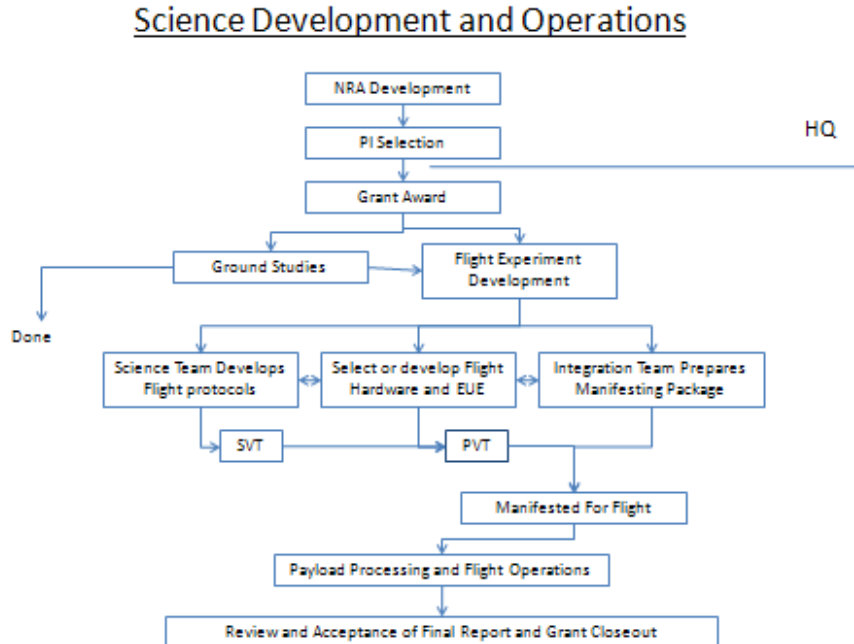 Science Development and Operations
NRA Development
HQ
PI Selection
Grant Award
Ground Studies
Flight Experiment
Development
Done
Science Team Develops
Flight protocols
Select or develop Flight
Hardware and EUE
Integration Team Prepares
Manifesting Package
SVT
PVT
Manifested For Flight
Payload Processing and Flight Operations
Review and Acceptance of Final Report and Grant Closeout